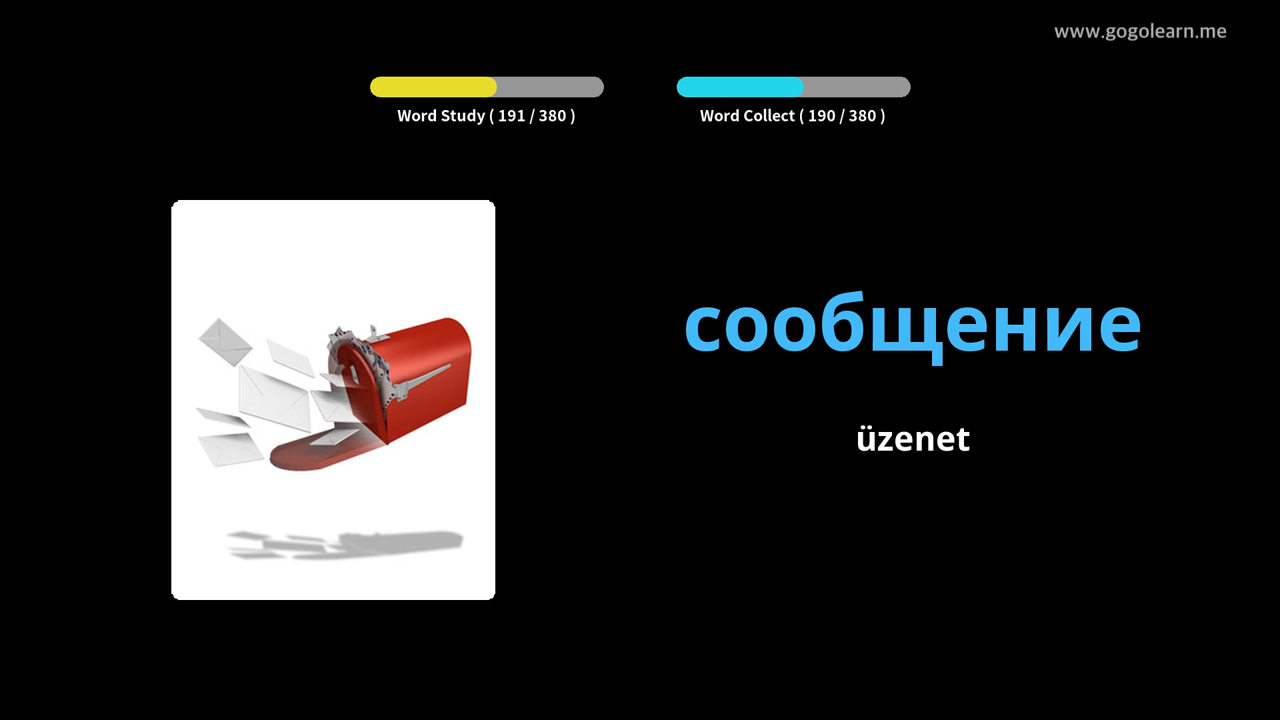 www.gogolearn.me
Word Study ( 191 / 380 )
Word Collect ( 190 / 380 )
сообщение
üzenet